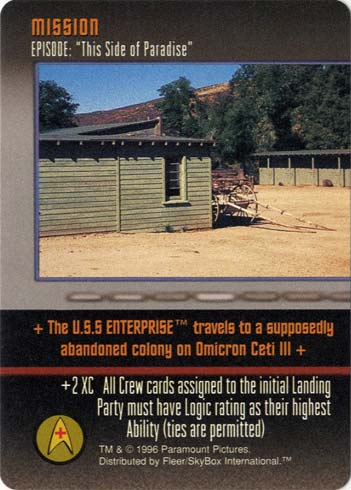 MISSION
EPISODE: "This Side of Paradise"
+ The U.S.S ENTERPRISE™ travels to a supposedly
abandoned colony on Omicron Ceti III +
+2 XC All Crew cards assigned to the initial Landing
Party must have Logic rating as their highest
Ability (ties are permitted)
TM & © 1996 Paramount Pictures.
Distributed by Fleer/SkyBox International.™